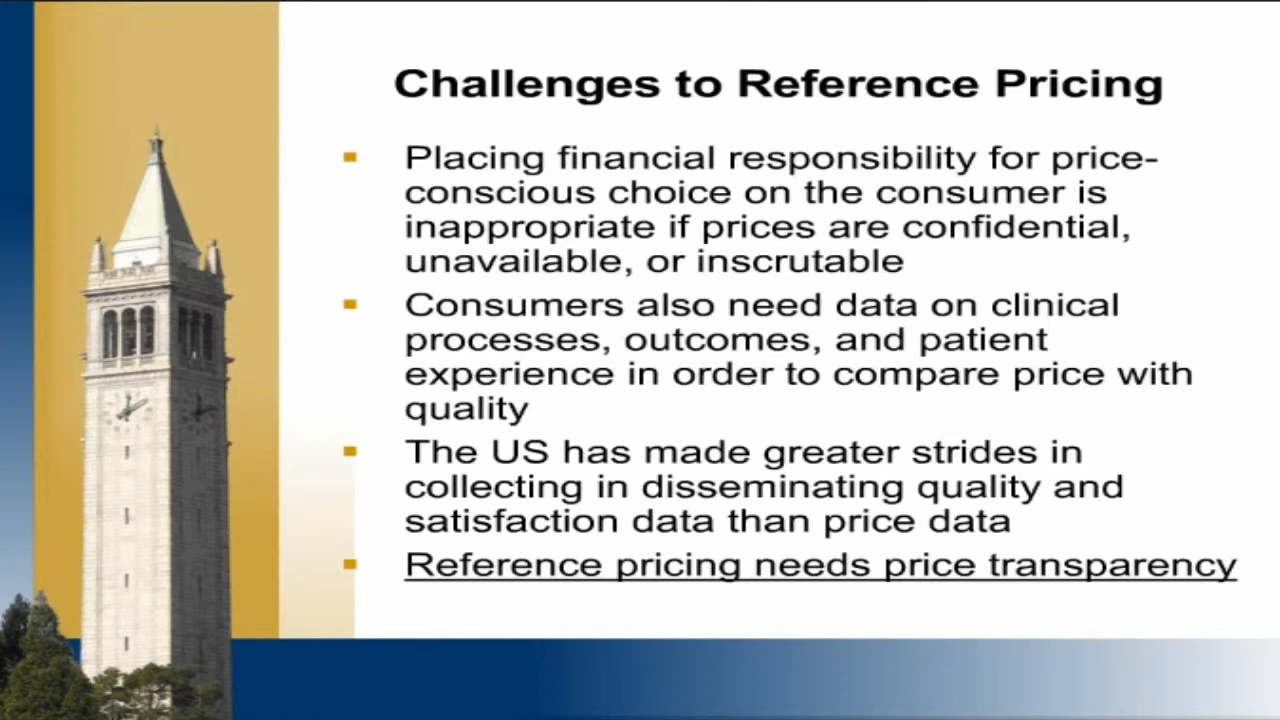 Challenges to Reference Pricing
Placing financial responsibility for price-
conscious choice on the consumer is
inappropriate if prices are confidential,
unavailable, or inscrutable
Consumers also need data on clinical
processes, outcomes, and patient
experience in order to compare price with
quality
The US has made greater strides in
collecting in disseminating quality and
satisfaction data than price data
Reference pricing needs price transparency